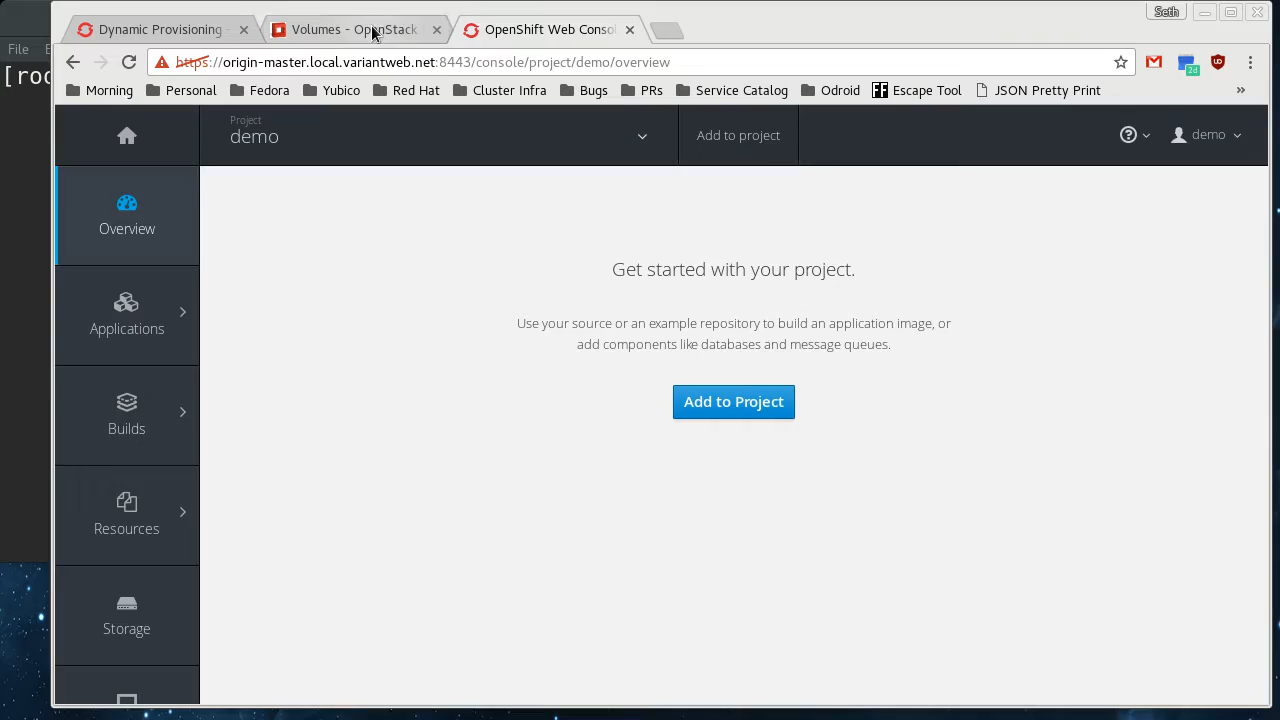 Seth
Dynamic Provisioning
Volumes - OpenStack
OpenShift Web Conso
File
https://origin-master.local.variantweb.net:8443/console/project/demo/overview
2d
[roo
Morning Personal Fedora Yubico Red Hat Cluster Infra Bugs PRs Service Catalog Odroid Escape Tool JSON Pretty Print »
Project
demo
Add to project
demo
Overview
Applications
Builds
Resources
Storage
Get started with your project.
Use your source or an example repository to build an application image, or
add components like databases and message queues.
Add to Project